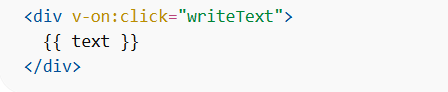 <div v-on:click="writeText">
  {{ text }}
</div>